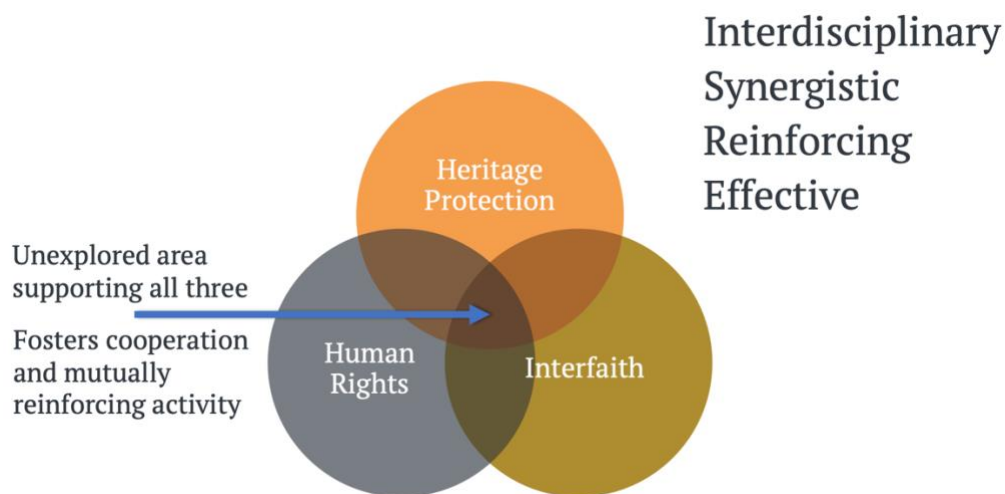 Interdisciplinary
Synergistic
Reinforcing
Effective
Heritage
Protection
Unexplored area
supporting all three
Fosters cooperation
and mutually
reinforcing activity
Human
Rights
Interfaith